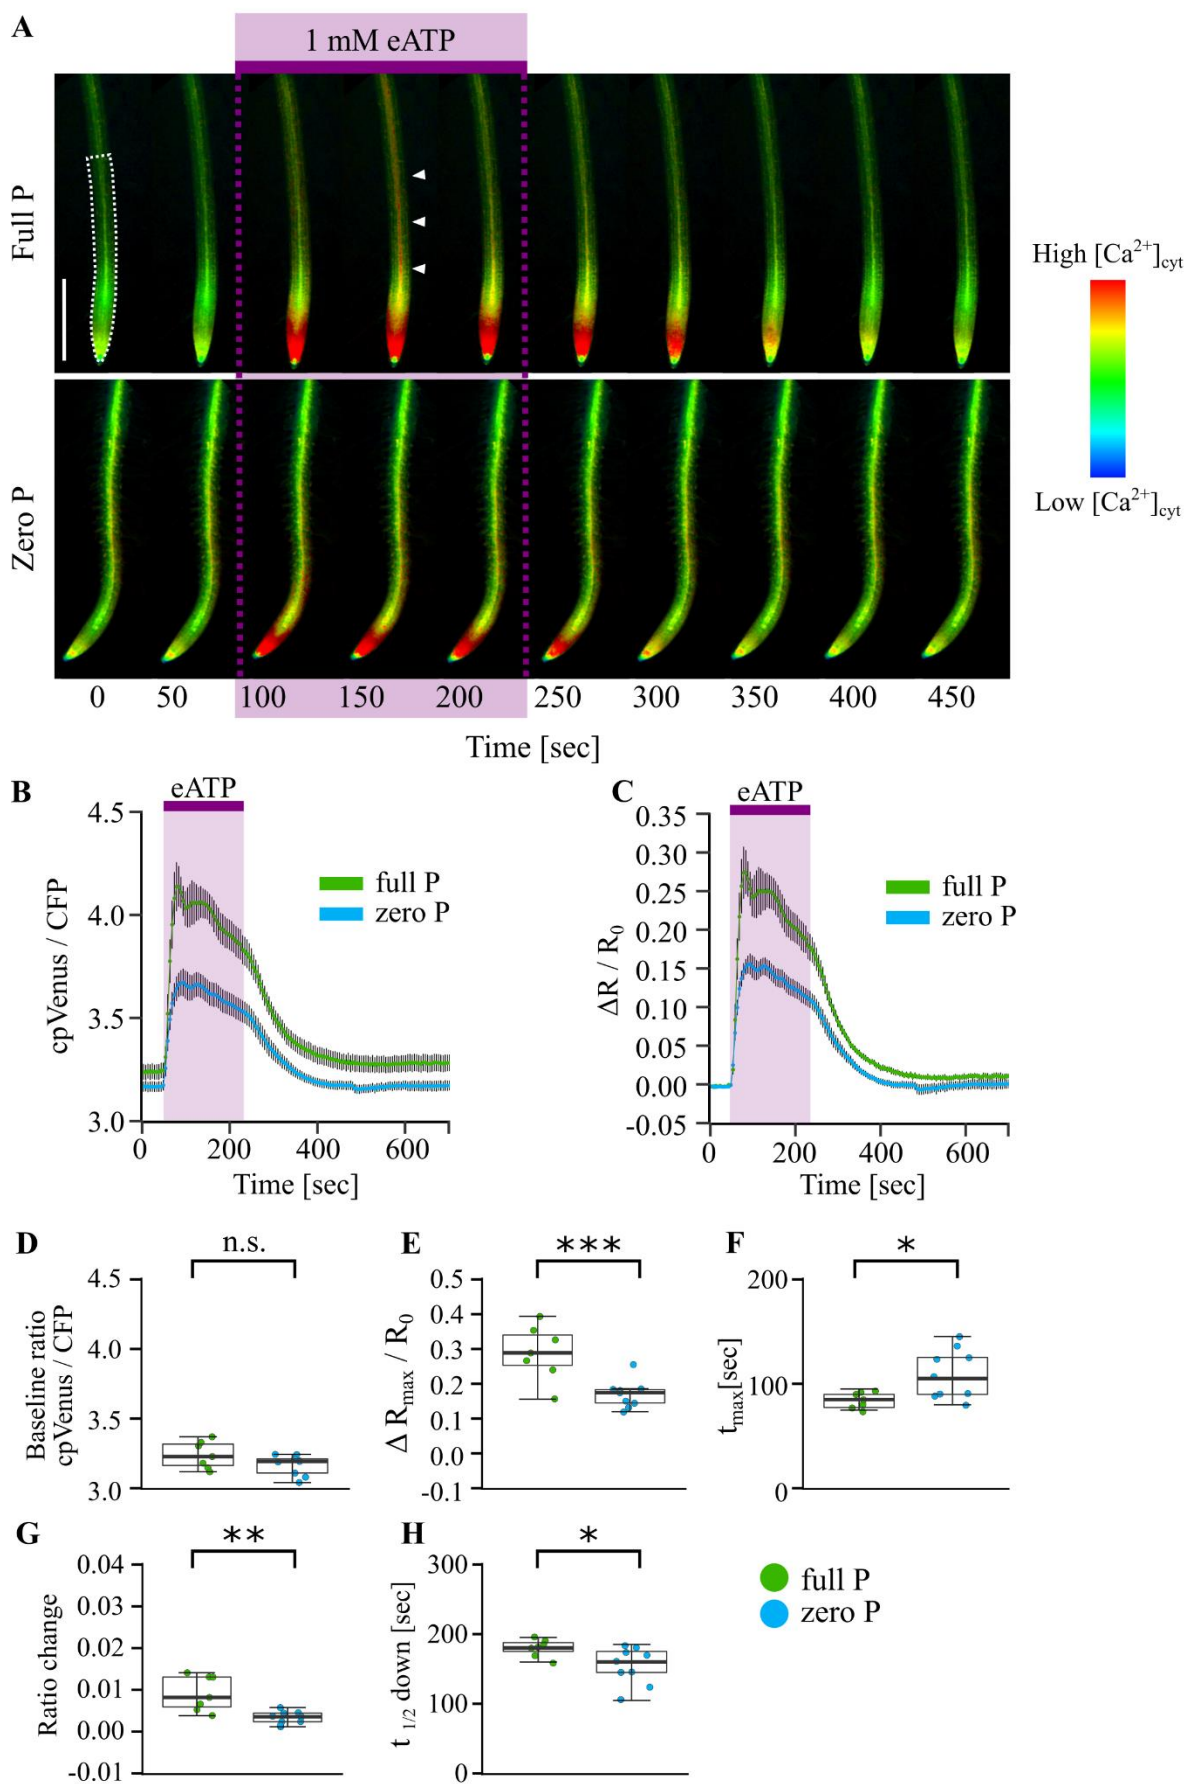 A
1 mM eATP
Full P
High [Ca²⁺]cyt
Low [Ca²⁺]cyt
Zero P
0 50 100 150 200 250 300 350 400 450
Time [sec]
B
eATP
4.5
4.0
3.5
3.0
cpVenus / CFP
full P
zero P
0 200 400 600
Time [sec]
C
eATP
0.35
0.30
0.25
0.20
0.15
0.10
0.05
0.00
-0.05
ΔR / R₀
full P
zero P
0 200 400 600
Time [sec]
D
n.s.
4.5
4.0
3.5
3.0
Baseline ratio
cpVenus / CFP
E
***
0.5
0.4
0.3
0.2
0.1
0.0
-0.1
Δ Rmax / R₀
F
*
200
100
0
tmax[sec]
G
**
0.04
0.03
0.02
0.01
0.00
-0.01
Ratio change
H
*
300
200
100
0
t 1/2 down [sec]
full P
zero P